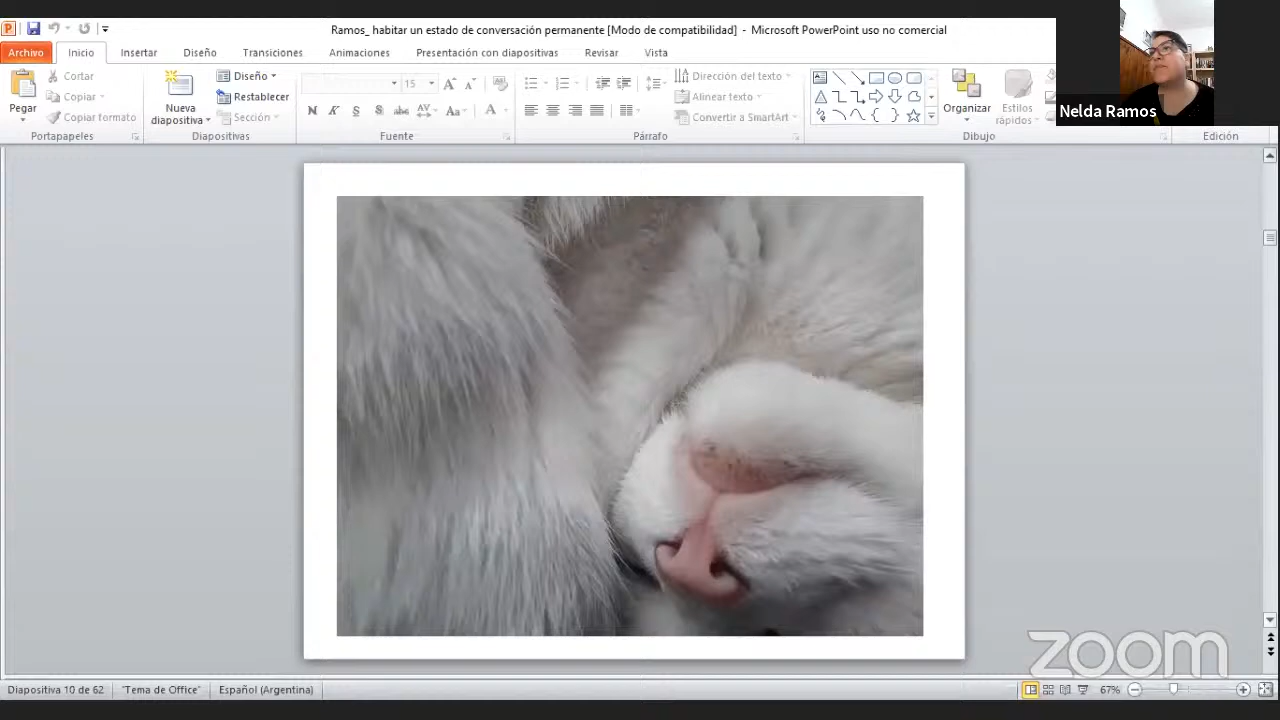 Ramos_ habitar un estado de conversación permanente [Modo de compatibilidad] - Microsoft PowerPoint uso no comercial
Archivo Inicio Insertar Diseño Transiciones Animaciones Presentación con diapositivas Revisar Vista
Nelda Ramos
Pegar
Cortar
Copiar
Copiar formato
Portapapeles
Nueva diapositiva
Diseño
Restablecer
Sección
Diapositivas
15
N K S S abc AV Aa A
Fuente
Dirección del texto
Alinear texto
Convertir a SmartArt
Párrafo
Organizar
Estilos rápidos
Dibujo
Edición
zoom
Diapositiva 10 de 62 "Tema de Office" Español (Argentina) 67%